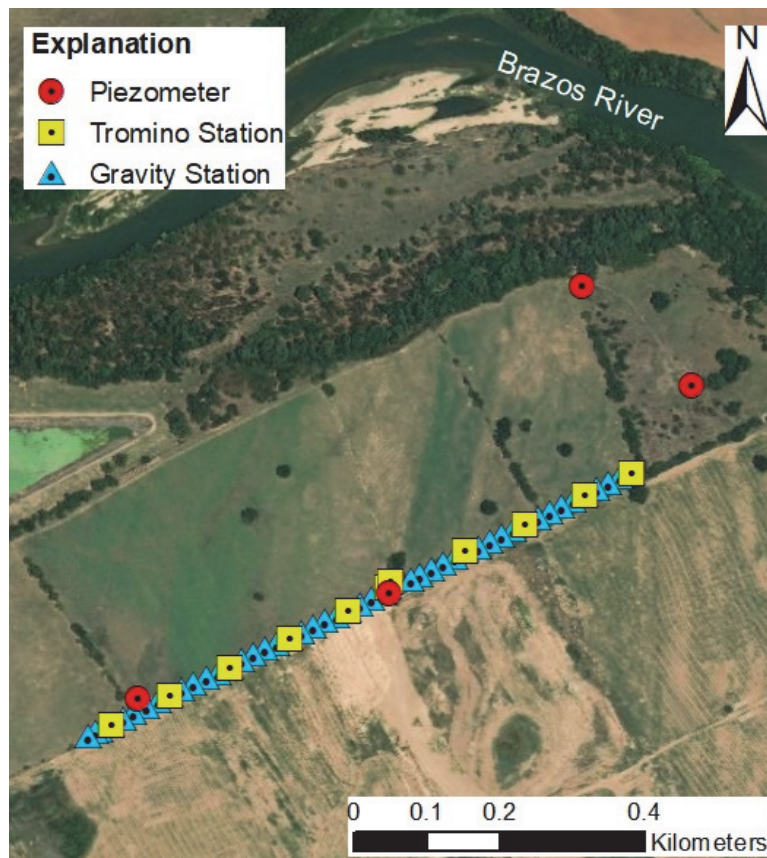 Explanation
Piezometer
Tromino Station
Gravity Station
Brazos River
N
0 0.1 0.2 0.4
Kilometers